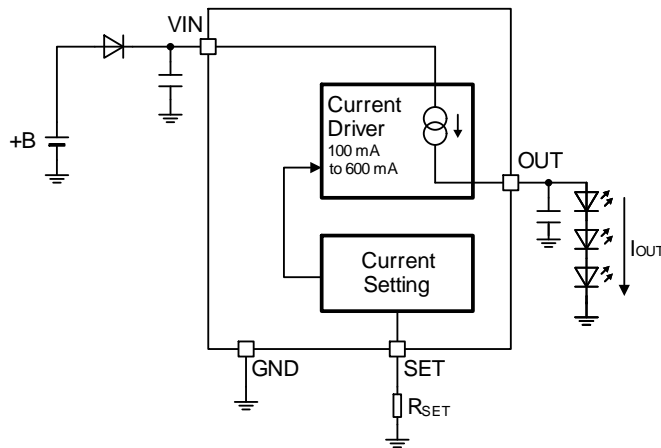 VIN
+B
Current
Driver
100 mA
to 600 mA
OUT
IOUT
Current
Setting
GND
SET
RSET